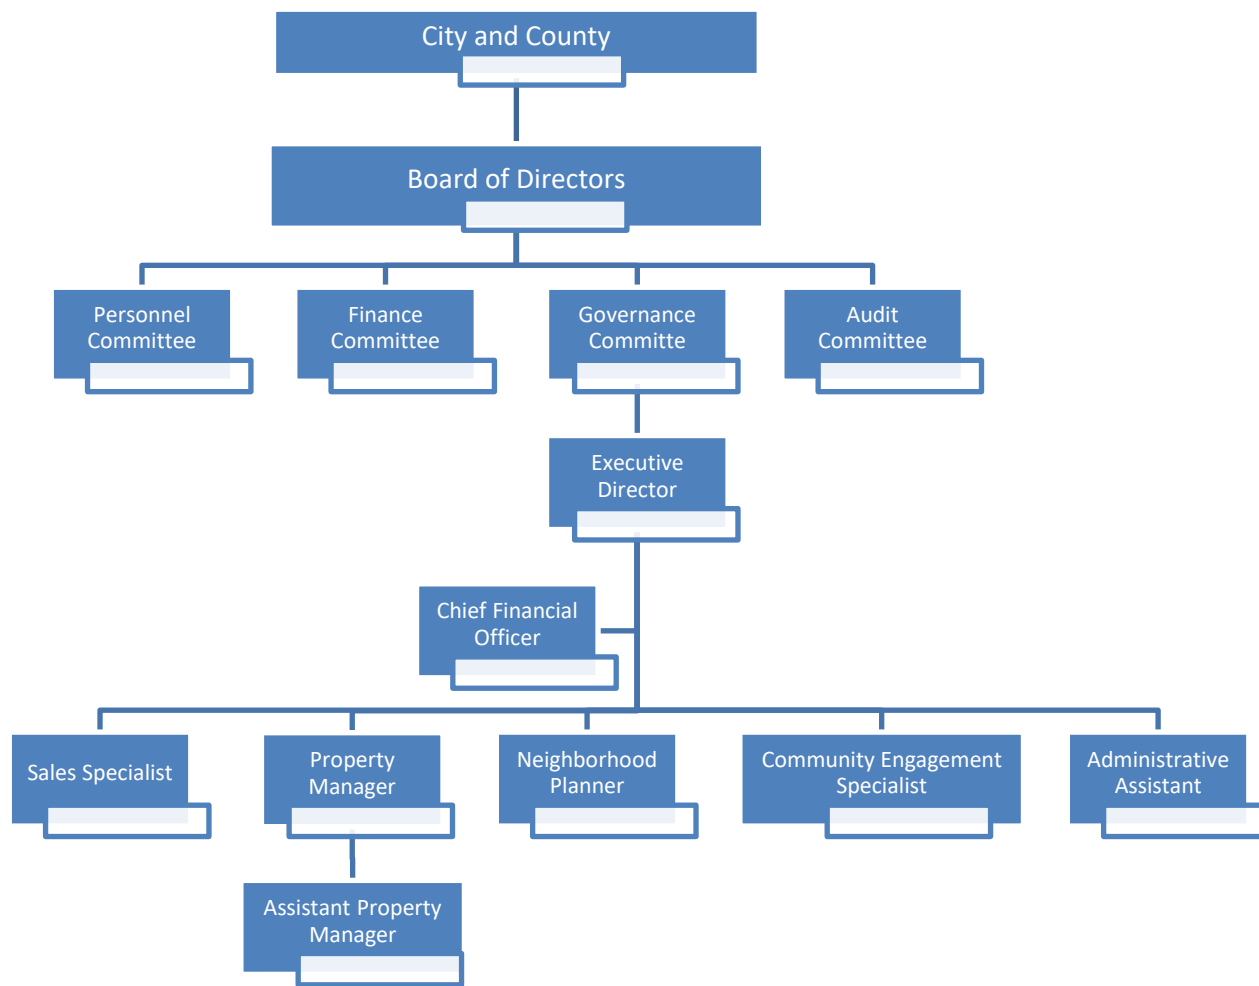 City and County
Board of Directors
Personnel
Committee
Finance
Committee
Governance
Committe
Audit
Committee
Executive
Director
Chief Financial
Officer
Sales Specialist
Property
Manager
Neighborhood
Planner
Community Engagement
Specialist
Administrative
Assistant
Assistant Property
Manager